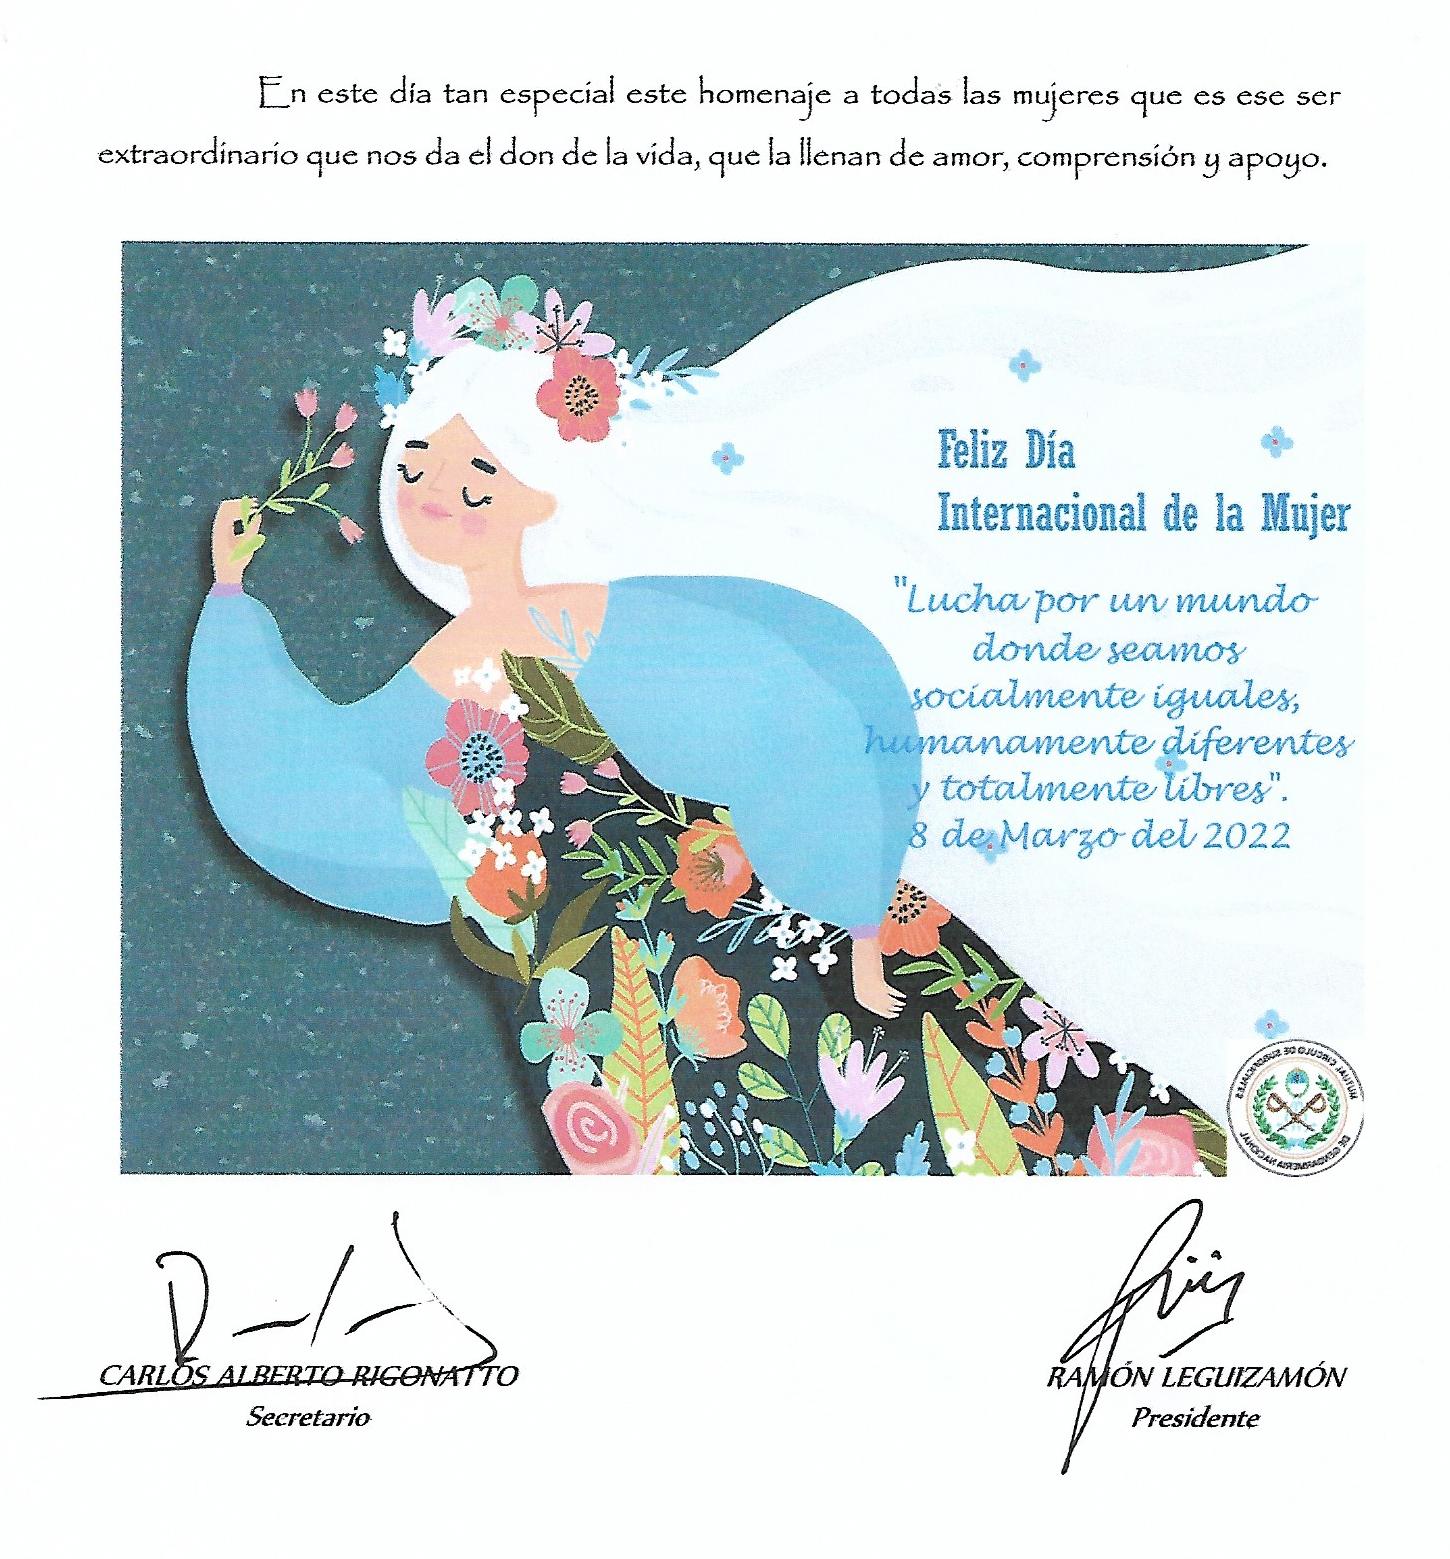 En este día tan especial este homenaje a todas las mujeres que es ese ser
extraordinario que nos da el don de la vida, que la llenan de amor, comprensión y apoyo.
Feliz Día
Internacional de la Mujer
"Lucha por un mundo
donde seamos
socialmente iguales,
humanamente diferentes
y totalmente libres".
8 de Marzo del 2022
MUTUAL CIRCULO DE SUBOFICIALES
DE GENDARMERIA NACIONAL
CARLOS ALBERTO RIGONATTO
Secretario
RAMÓN LEGUIZAMÓN
Presidente